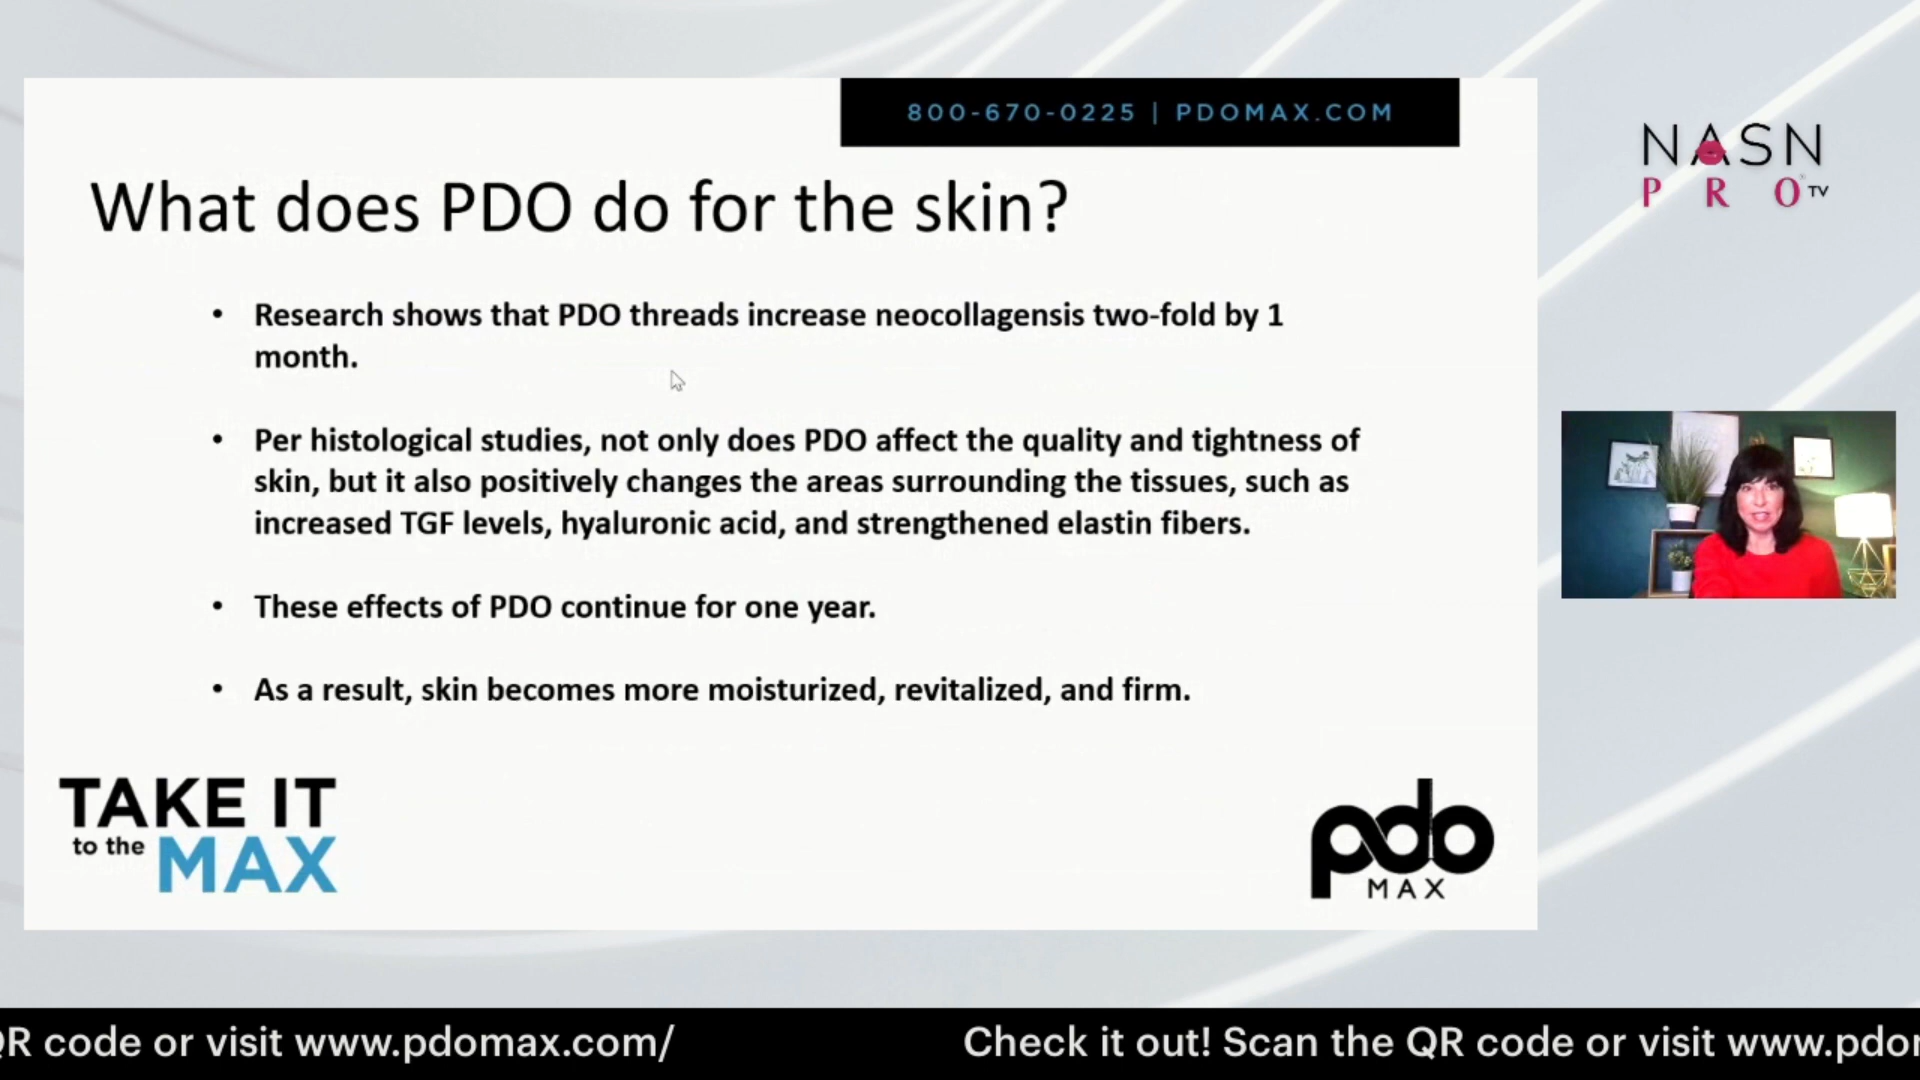 800-670-0225 | PDOMAX.COM
NASN
PRO TV
What does PDO do for the skin?
• Research shows that PDO threads increase neocollagensis two-fold by 1
month.
• Per histological studies, not only does PDO affect the quality and tightness of
skin, but it also positively changes the areas surrounding the tissues, such as
increased TGF levels, hyaluronic acid, and strengthened elastin fibers.
• These effects of PDO continue for one year.
• As a result, skin becomes more moisturized, revitalized, and firm.
TAKE IT
to the MAX
pdo
MAX
QR code or visit www.pdomax.com/ Check it out! Scan the QR code or visit www.pdo